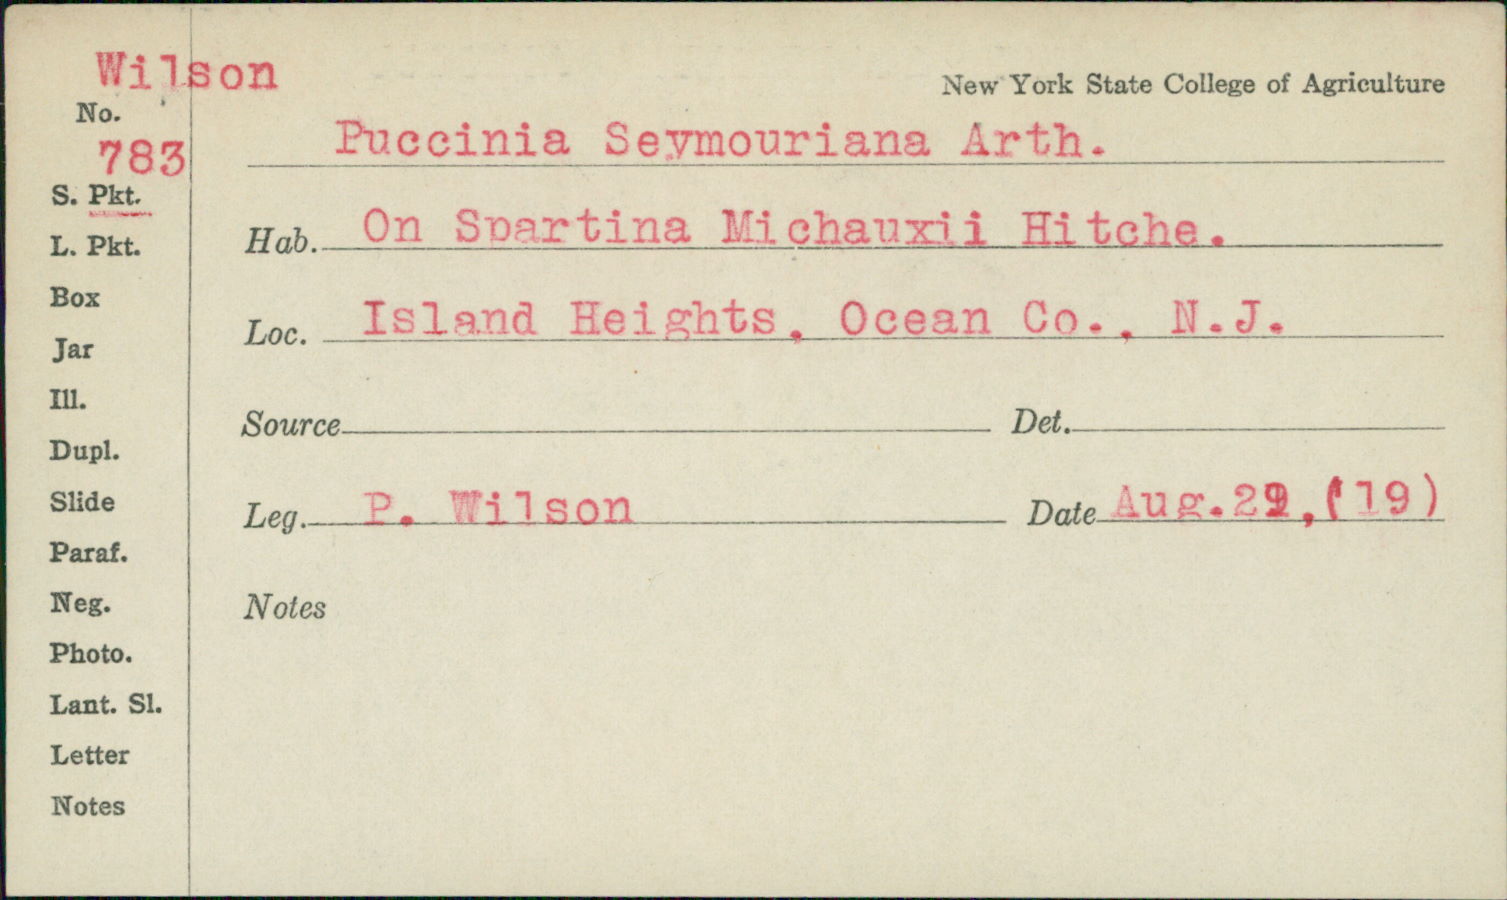 Wilson
New York State College of Agriculture
No.
783
Puccinia Seymouriana Arth.
S. Pkt.
Hab. On Spartina Michauxii Hitche.
L. Pkt.
Box
Loc. Island Heights, Ocean Co., N.J.
Jar
Ill.
Source Det.
Dupl.
Slide
Leg. P. Wilson Date Aug. ('19)
Paraf.
Neg.
Notes
Photo.
Lant. Sl.
Letter
Notes